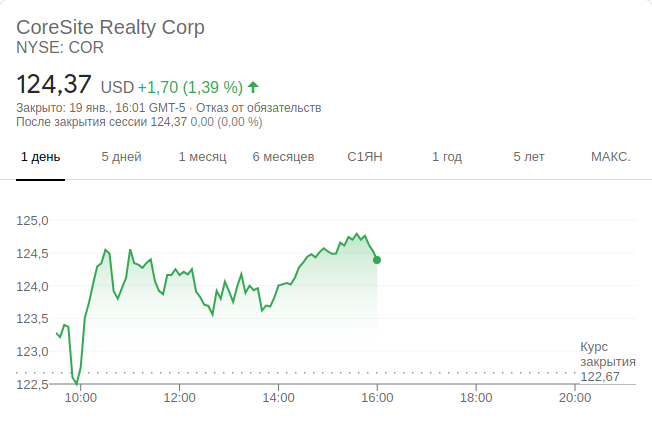 CoreSite Realty Corp
NYSE: COR
124,37 USD +1,70 (1,39 %)
Закрыто: 19 янв., 16:01 GMT-5 · Отказ от обязательств
После закрытия сессии 124,37 0,00 (0,00 %)
1 день 5 дней 1 месяц 6 месяцев С1ЯН 1 год 5 лет МАКС.
125,0
124,5
124,0
123,5
123,0
Курс
закрытия
122,67
122,5
10:00 12:00 14:00 16:00 18:00 20:00